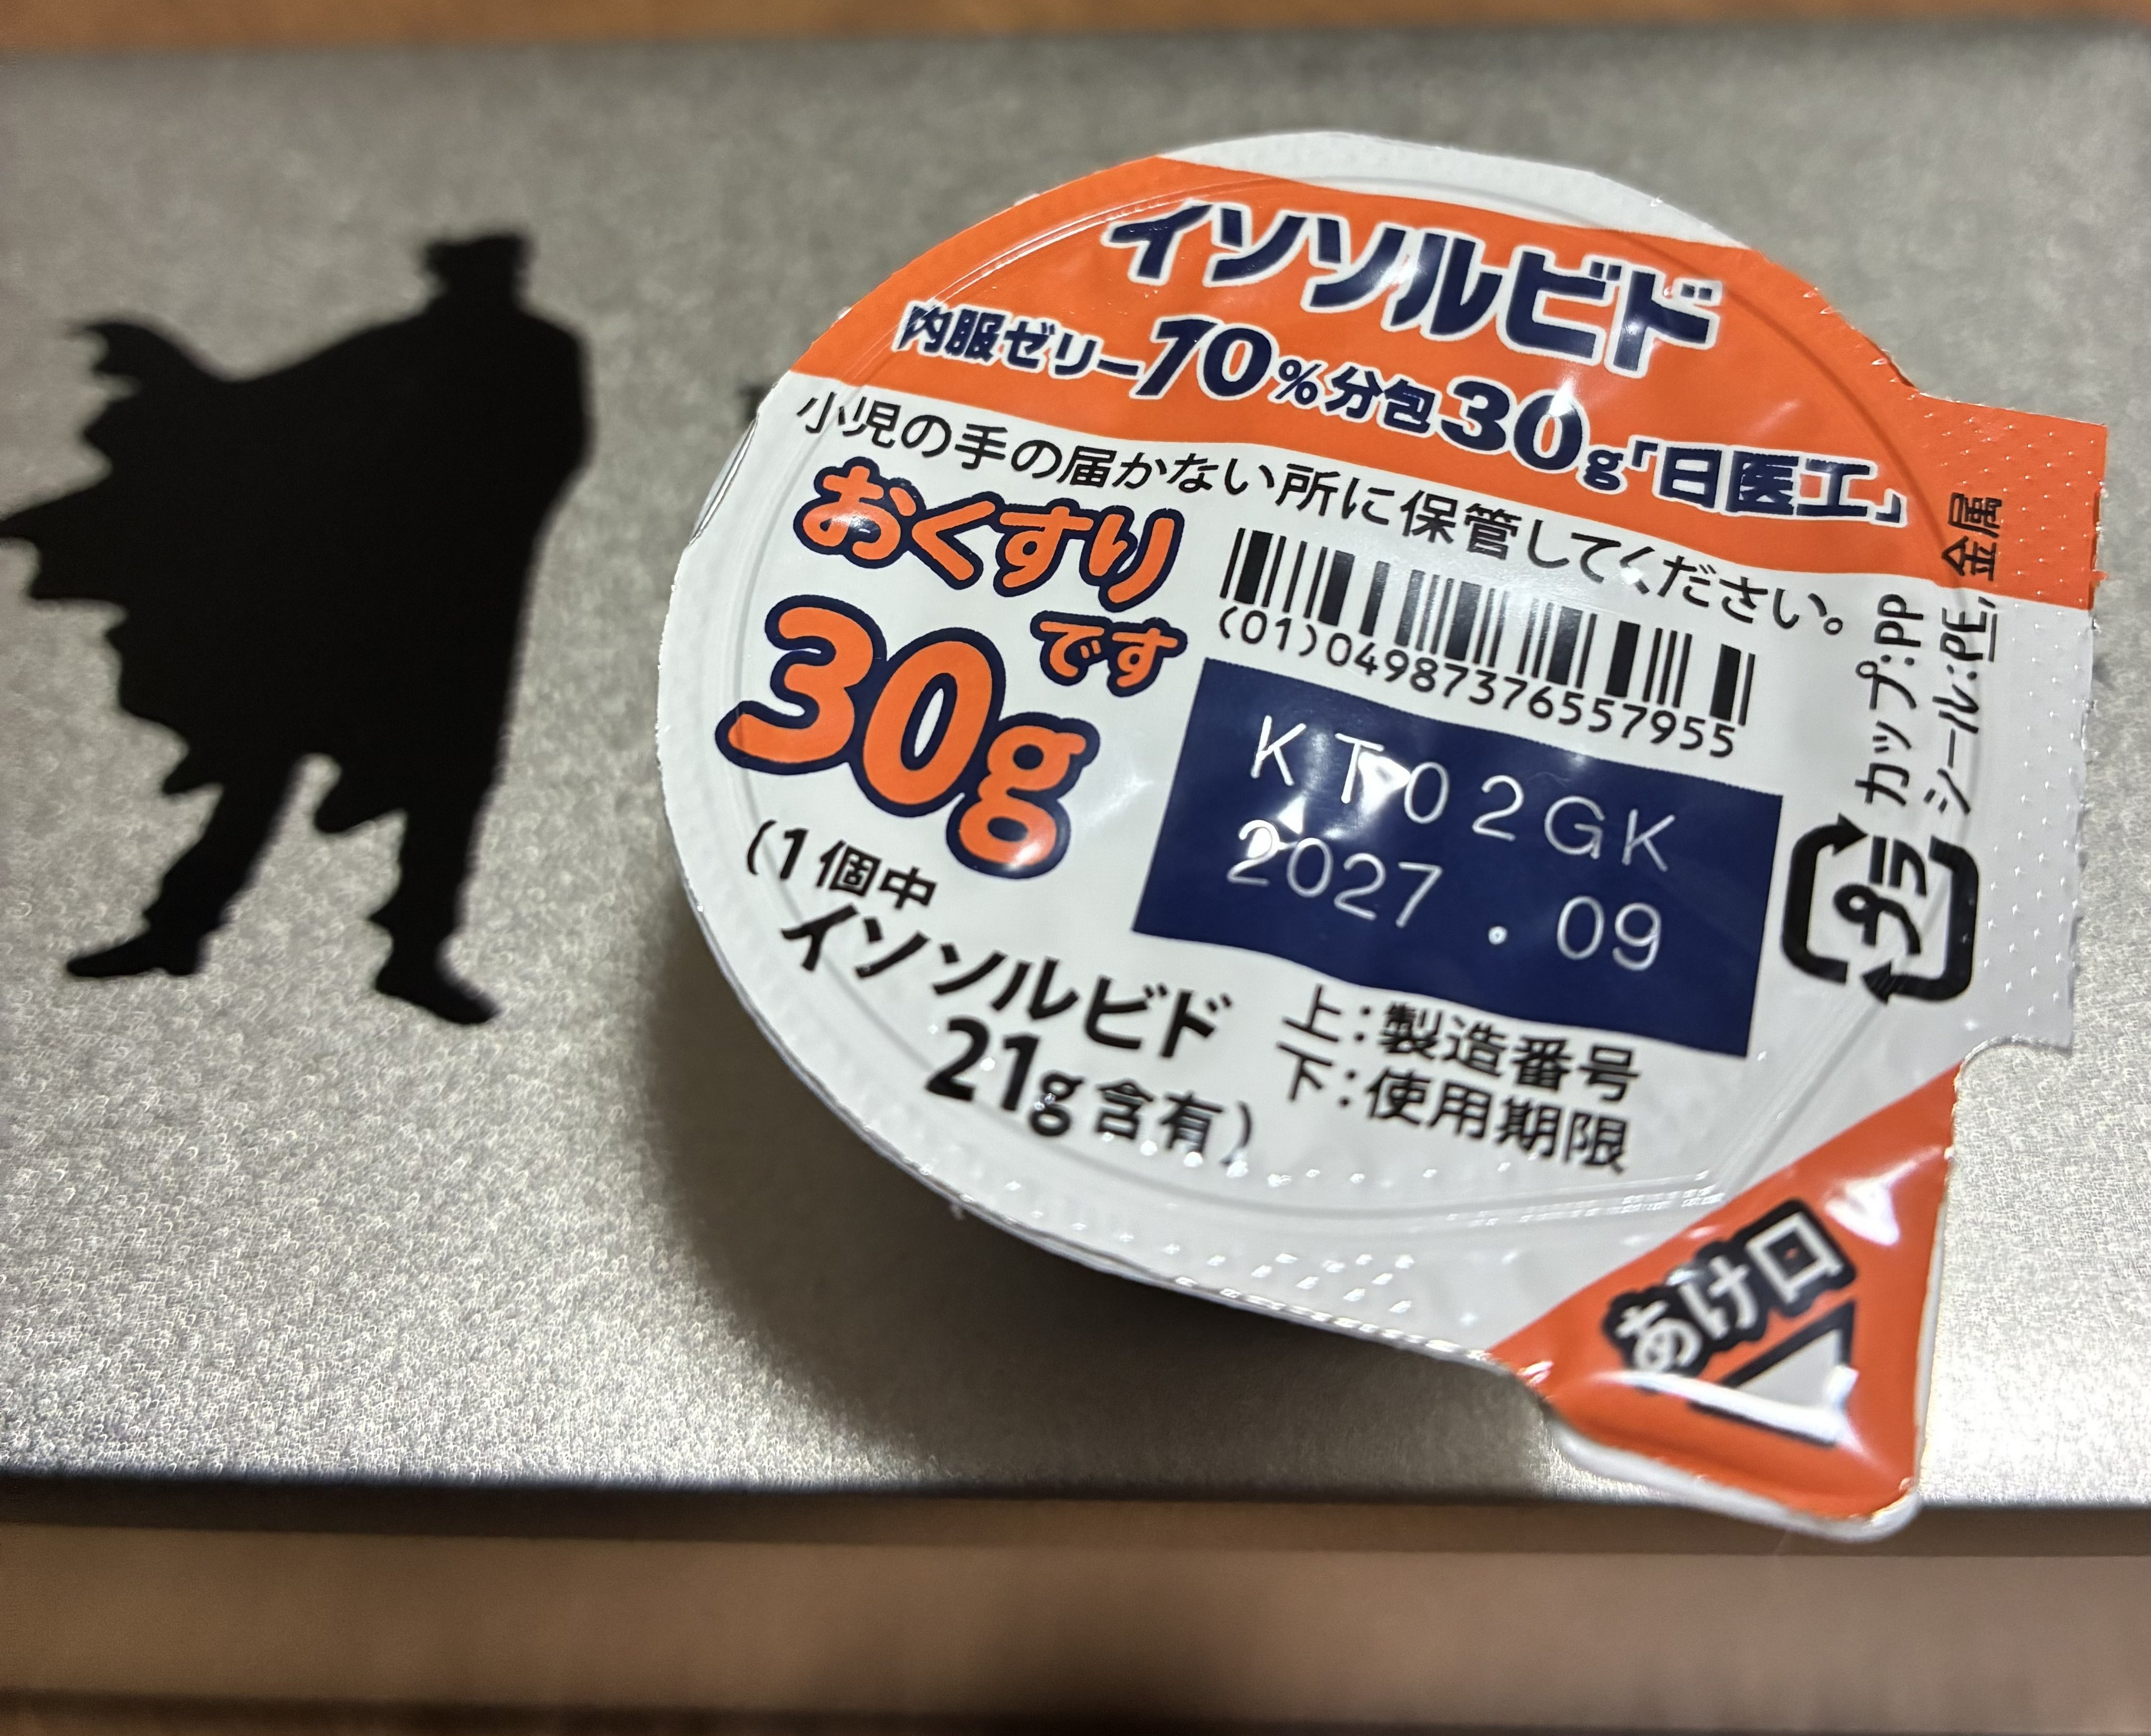 イソソルビド
内服ゼリー70%分包30g「日医工」
小児の手の届かない所に保管してください。
おくすり
です
30g
(1個中
イソソルビド
21g含有)
(01)04987376557955
KT02GK
2027.09
上:製造番号
下:使用期限
カップ:PP
シール:PE, 金属
プラ
あけ口